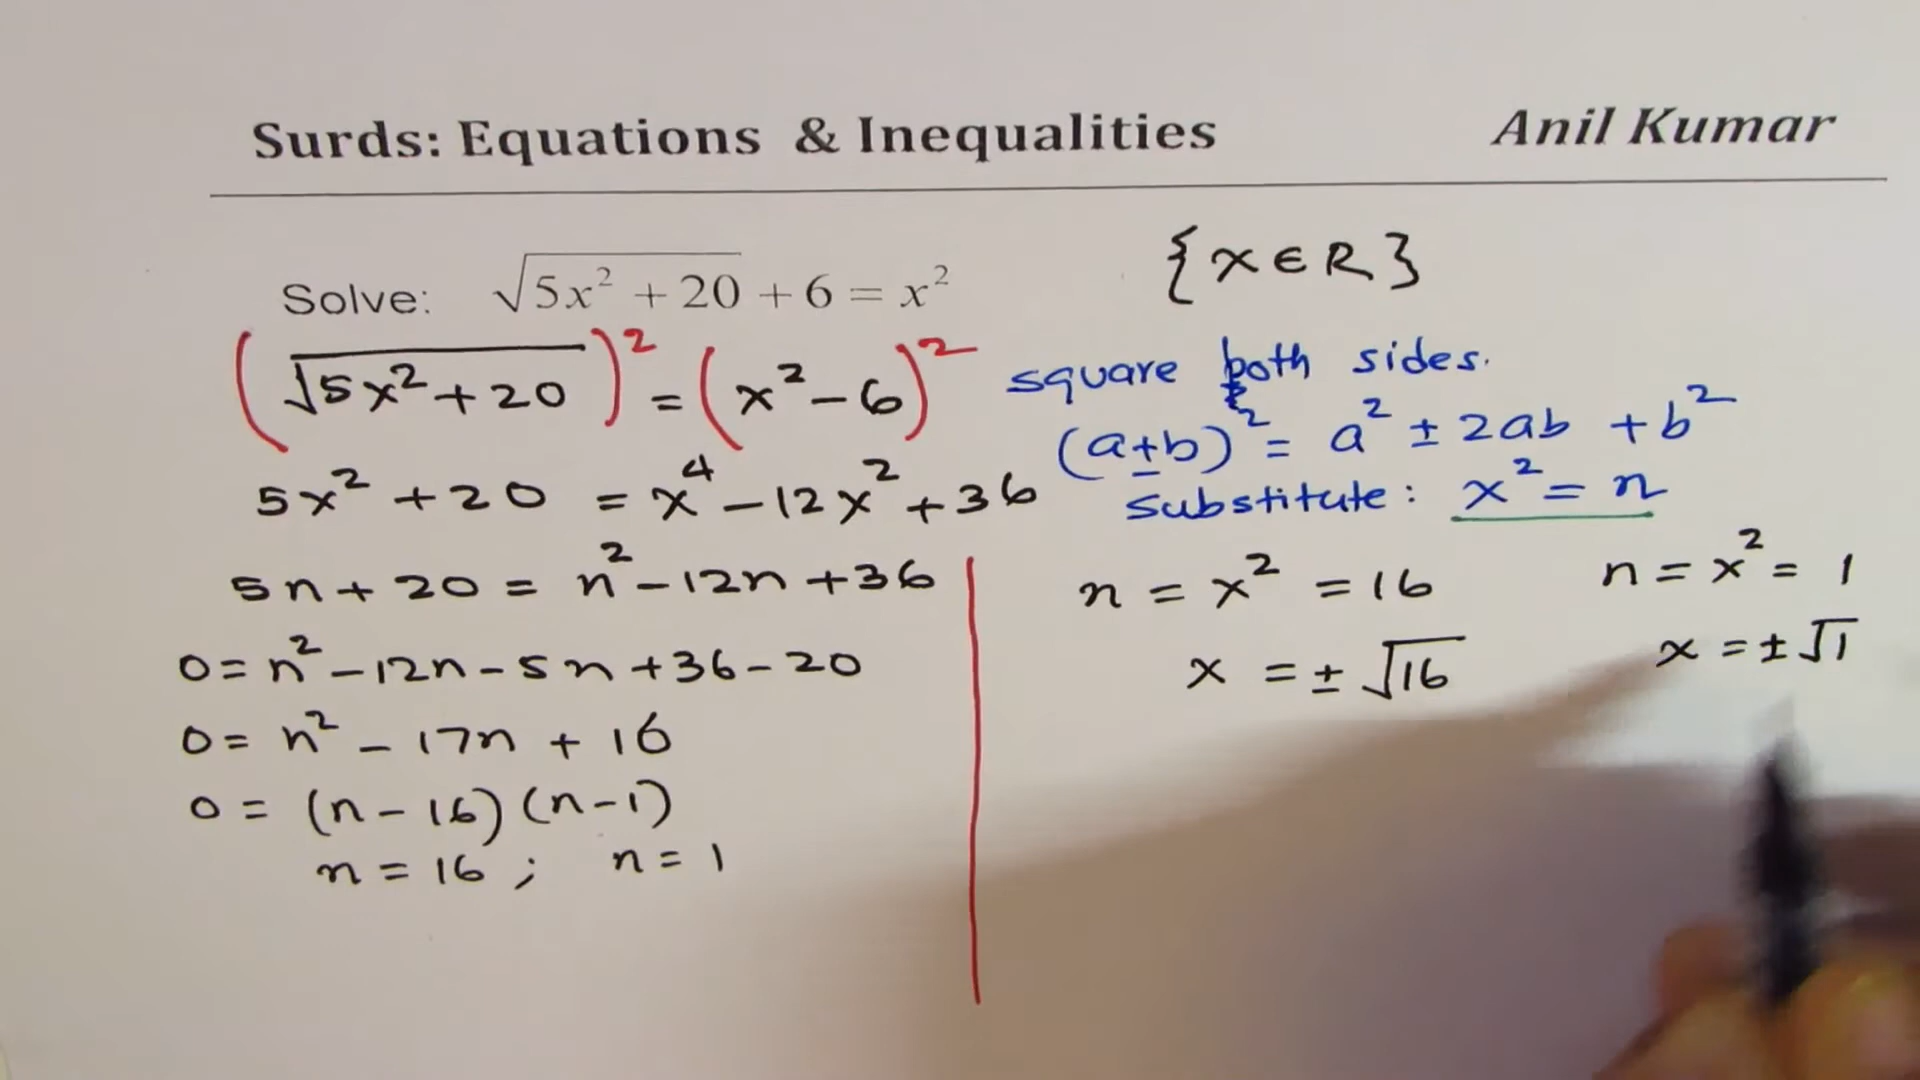 Surds: Equations & Inequalities Anil Kumar
Solve: √(5x² + 20) + 6 = x²
{x ∈ R}
(√(5x² + 20))² = (x² - 6)²
square both sides.
(a ± b)² = a² ± 2ab + b²
5x² + 20 = x⁴ - 12x² + 36
substitute: x² = n
5n + 20 = n² - 12n + 36
0 = n² - 12n - 5n + 36 - 20
0 = n² - 17n + 16
0 = (n - 16)(n - 1)
n = 16 ; n = 1
n = x² = 16
x = ± √16
n = x² = 1
x = ± √1